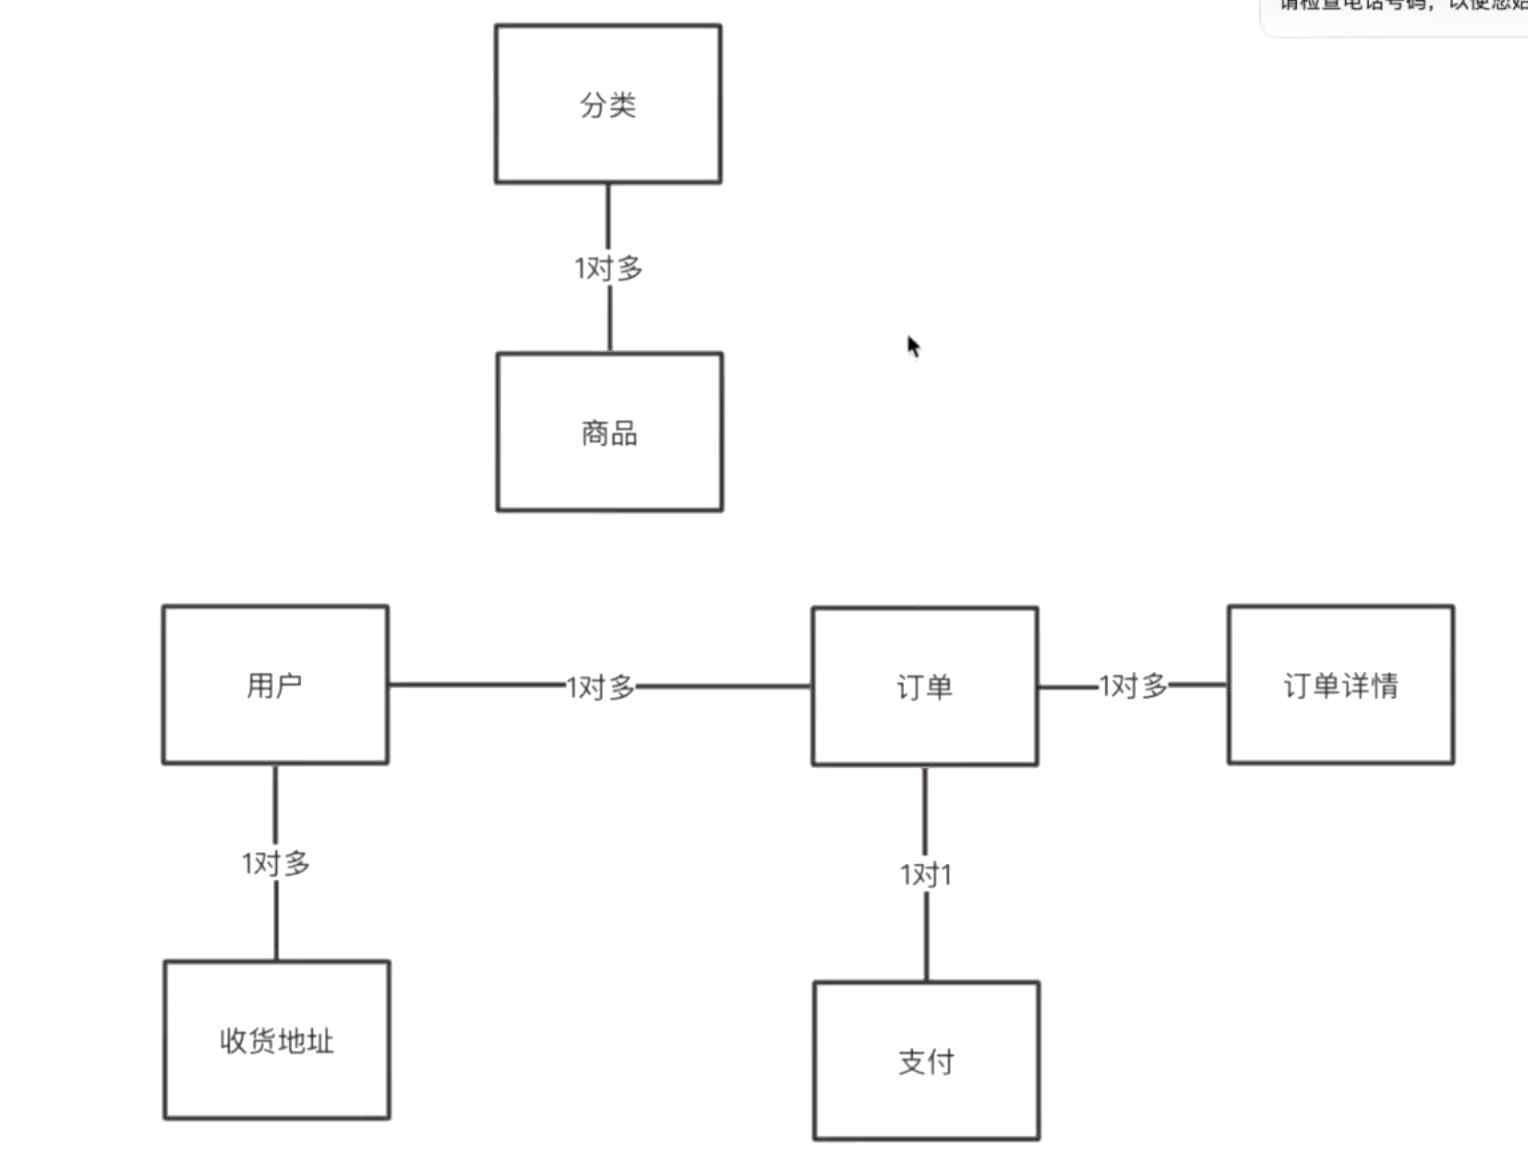 请检查电话号码，以便您
分类
1对多
商品
用户
1对多
订单
1对多
订单详情
1对多
1对1
收货地址
支付